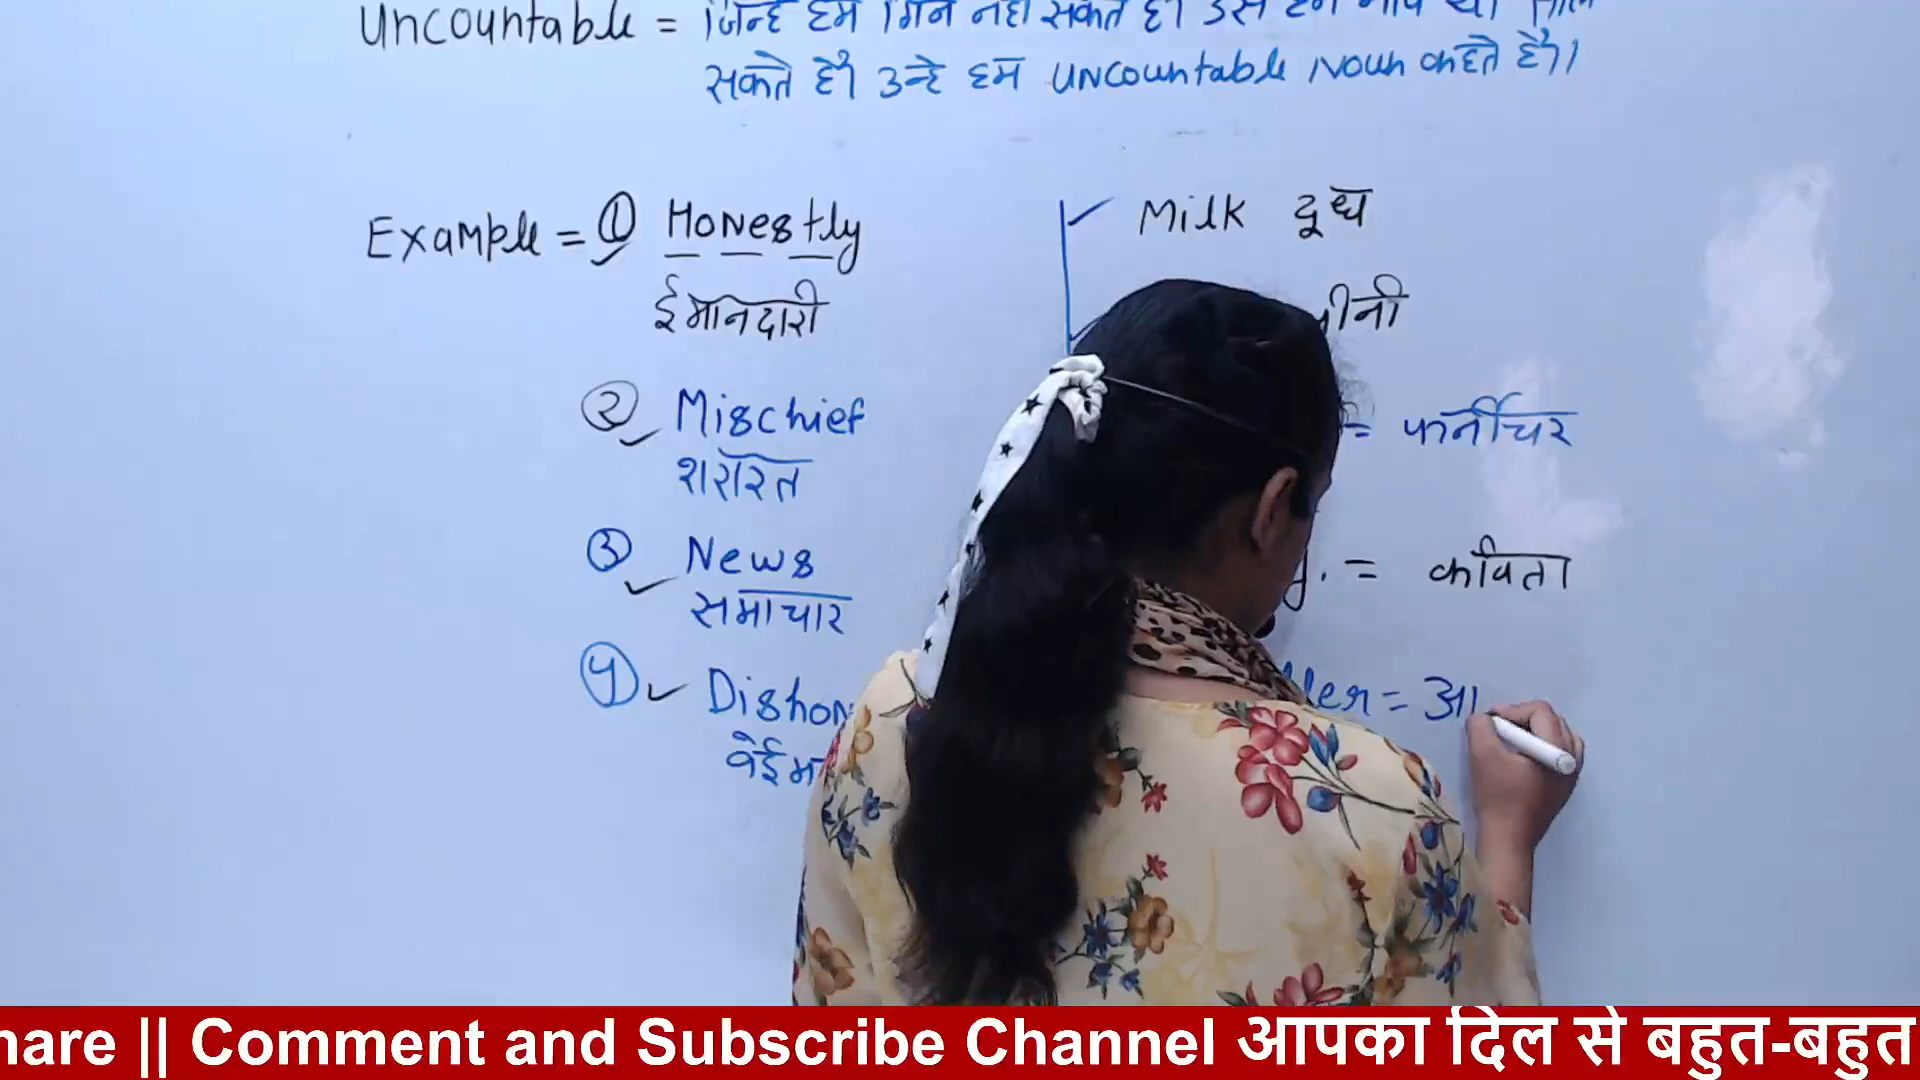 Uncountable = जिन्हे हम गिन नही सकते है। उसे हम
सकते है। उन्हे हम Uncountable Noun कहते है।।
Example = ① Honestly
ईमानदारी
② Mischief
शरारत
③ News
समाचार
④ Dishon
बेईमा
Milk दूध
चीनी
= फर्नीचर
y. = कविता
er = आ
hare || Comment and Subscribe Channel आपका दिल से बहुत-बहुत